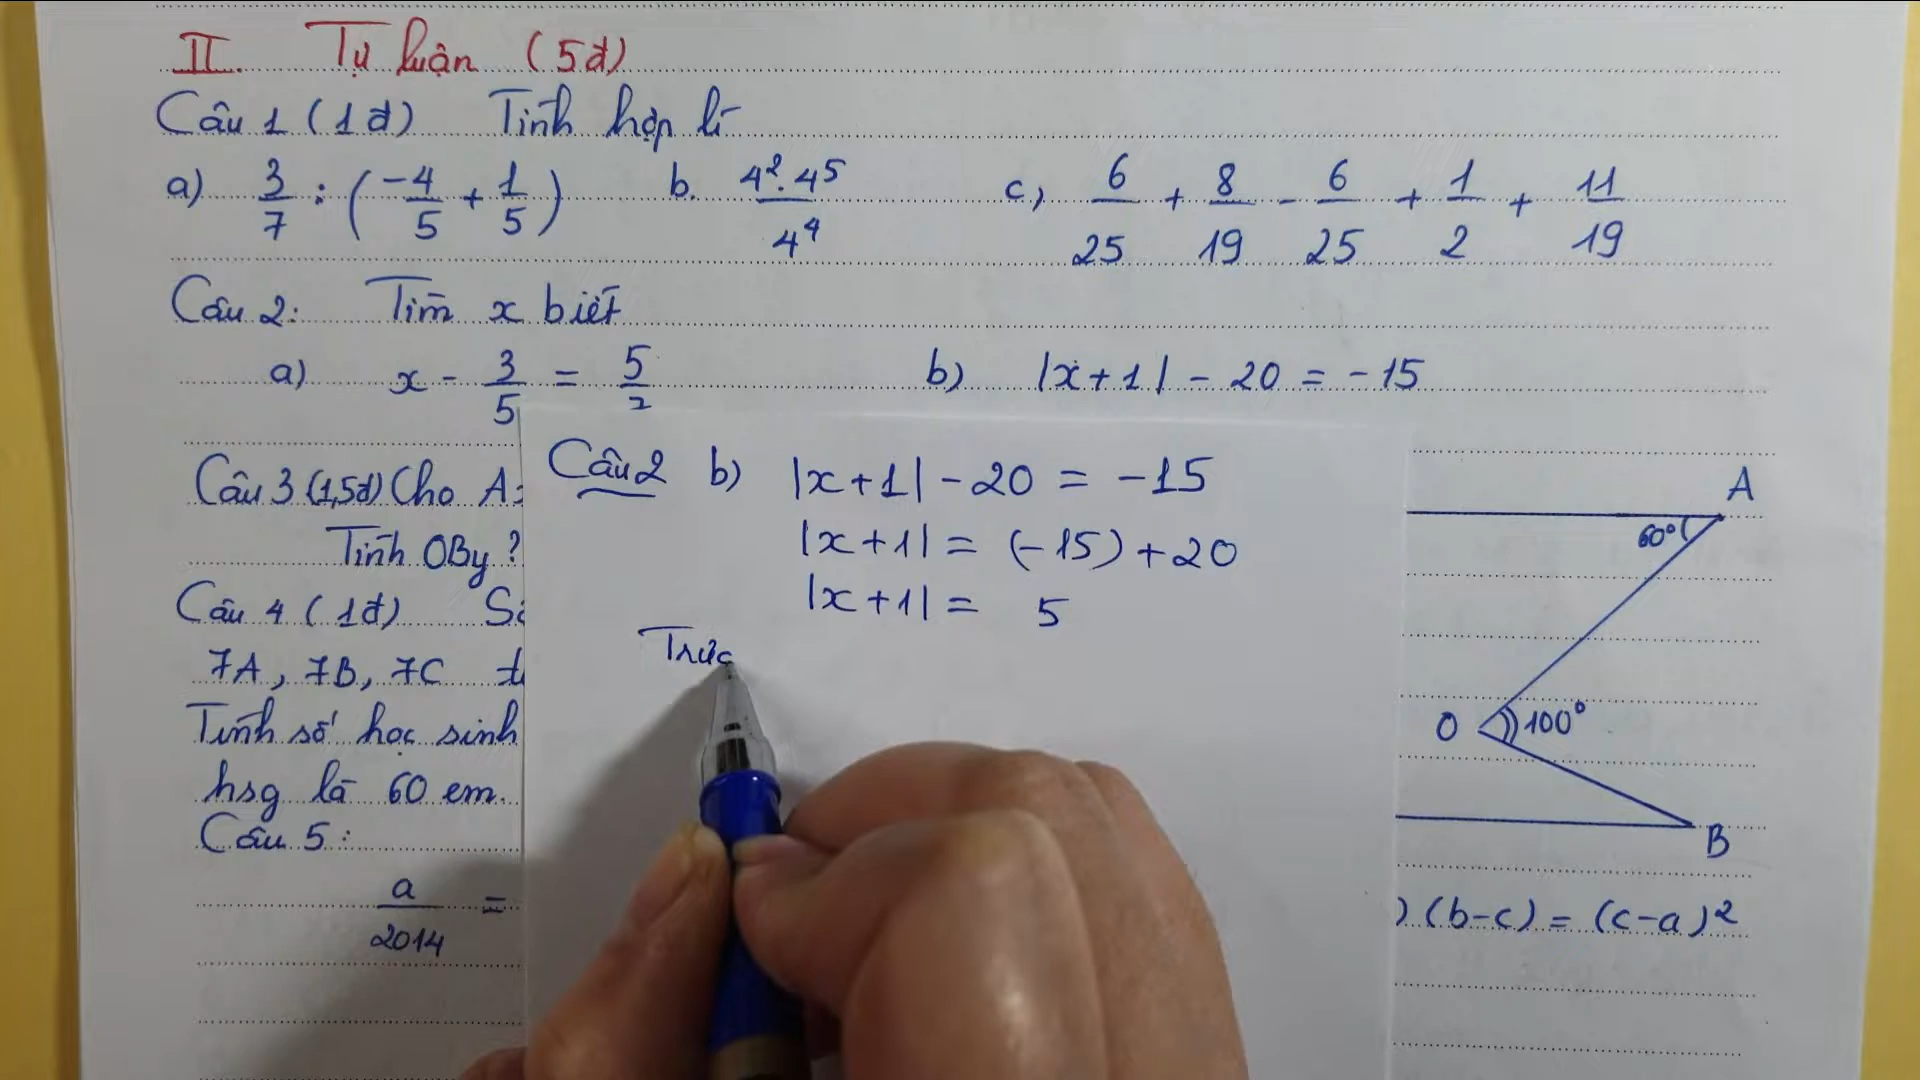 II. Tự luận (5đ)
Câu 1 (1đ) Tính hợp lí
a) 3/7 : (-4/5 + 1/5) b. 4².4⁵/4⁴ c) 6/25 + 8/19 - 6/25 + 1/2 + 11/19
Câu 2: Tìm x biết
a) x - 3/5 = 5/2 b) |x+1| - 20 = -15
Câu 3 (1,5đ) Cho A
Tính OBy ?
Câu 4 (1đ)
7A, 7B, 7C
Tính số học sinh
hsg là 60 em.
Câu 5:
a/2014 =
Câu 2 b) |x+1| - 20 = -15
|x+1| = (-15) + 20
|x+1| = 5
A
60°
O 100°
B
) (b-c) = (c-a)²